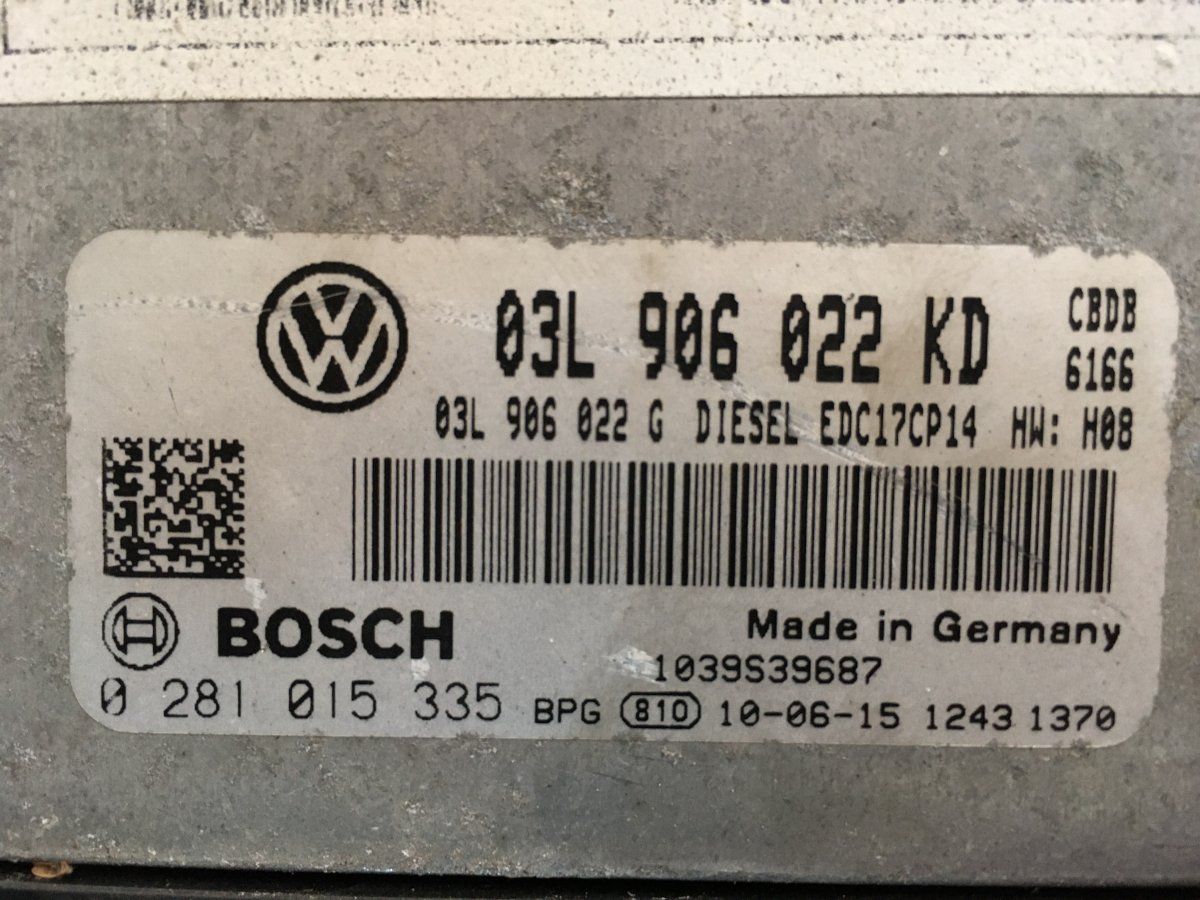 03L 906 022 KD CBDB
6166
03L 906 022 G DIESEL EDC17CP14 HW: H08
BOSCH Made in Germany
1039S39687
0 281 015 335 BPG 810 10-06-15 1243 1370